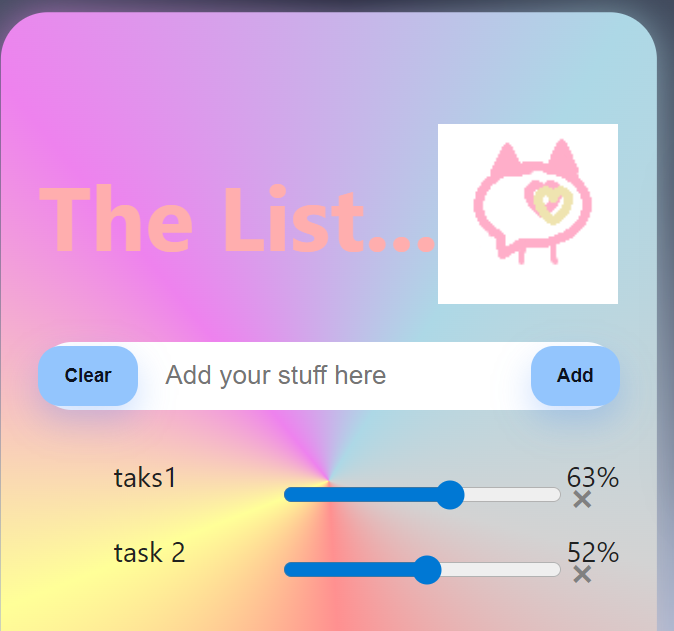 The List...
Clear Add your stuff here Add
taks1 63%
×
task 2 52%
×